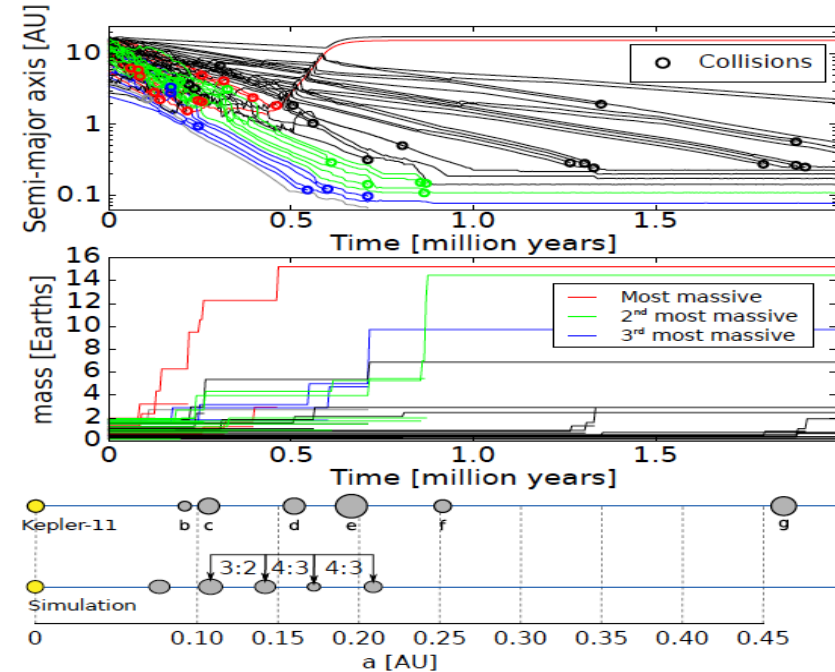 Semi-major axis [AU]
10
1
0.1
Collisions
0 0.5 1.0 1.5
Time [million years]
mass [Earths]
16
14
12
10
8
6
4
2
0
Most massive
2nd most massive
3rd most massive
0 0.5 1.0 1.5
Time [million years]
Kepler-11
b c d e f g
3:2 4:3 4:3
Simulation
0 0.10 0.15 0.20 0.25 0.30 0.35 0.40 0.45
a [AU]